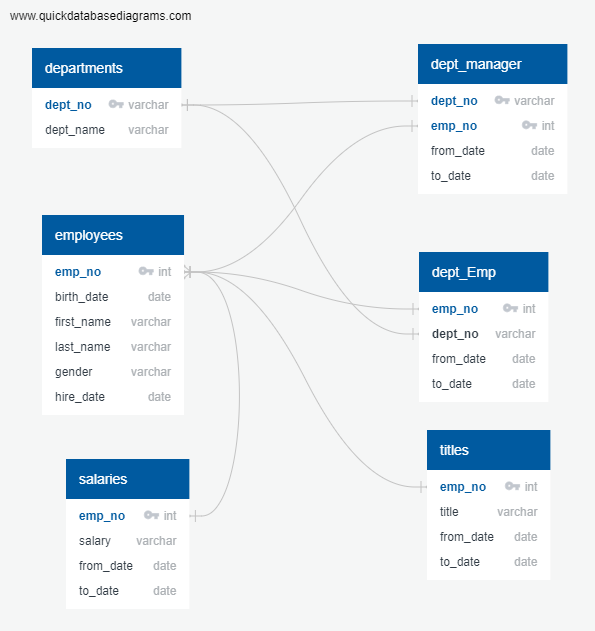 www.quickdatabasediagrams.com
departments
dept_no varchar
dept_name varchar
dept_manager
dept_no varchar
emp_no int
from_date date
to_date date
employees
emp_no int
birth_date date
first_name varchar
last_name varchar
gender varchar
hire_date date
dept_Emp
emp_no int
dept_no varchar
from_date date
to_date date
salaries
emp_no int
salary varchar
from_date date
to_date date
titles
emp_no int
title varchar
from_date date
to_date date